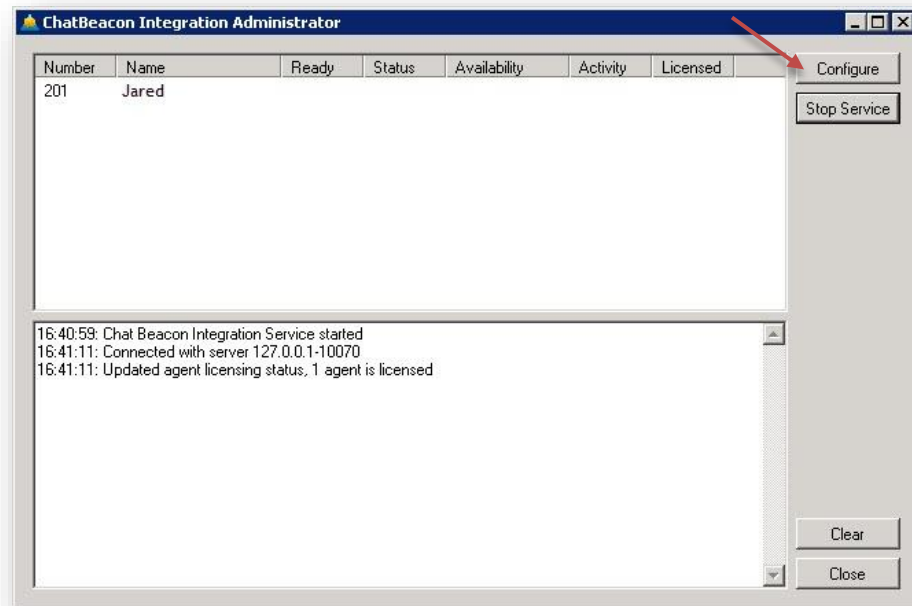 ChatBeacon Integration Administrator
Number Name Ready Status Availability Activity Licensed
Configure
201 Jared
Stop Service
16:40:59: Chat Beacon Integration Service started
16:41:11: Connected with server 127.0.0.1-10070
16:41:11: Updated agent licensing status, 1 agent is licensed
Clear
Close